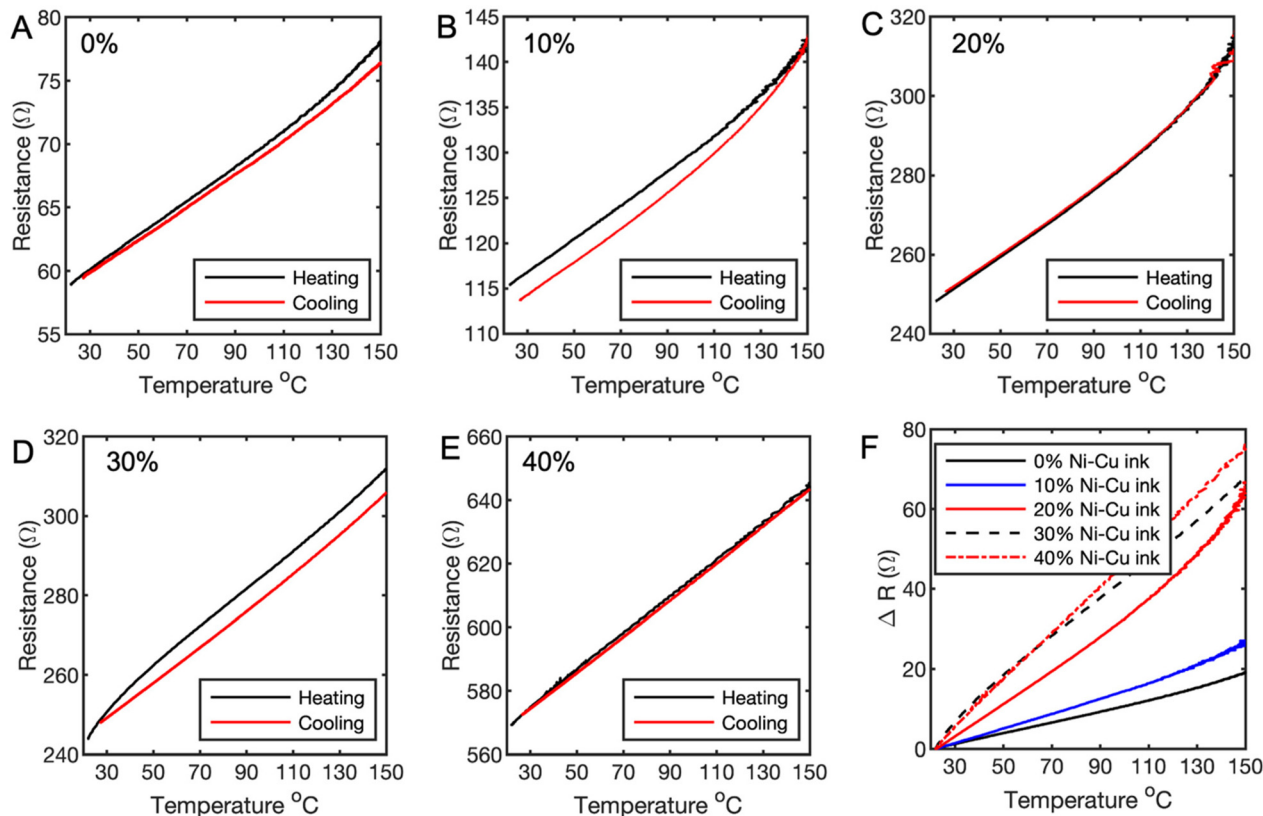 A
0%
80
75
70
65
60
55
Resistance (Ω)
Heating
Cooling
30 50 70 90 110 130 150
Temperature °C
B
10%
145
140
135
130
125
120
115
110
Resistance (Ω)
Heating
Cooling
30 50 70 90 110 130 150
Temperature °C
C
20%
320
300
280
260
240
Resistance (Ω)
Heating
Cooling
30 50 70 90 110 130 150
Temperature °C
D
30%
320
300
280
260
240
Resistance (Ω)
Heating
Cooling
30 50 70 90 110 130 150
Temperature °C
E
40%
660
640
620
600
580
560
Resistance (Ω)
Heating
Cooling
30 50 70 90 110 130 150
Temperature °C
F
80
60
40
20
0
Δ R (Ω)
0% Ni-Cu ink
10% Ni-Cu ink
20% Ni-Cu ink
30% Ni-Cu ink
40% Ni-Cu ink
30 50 70 90 110 130 150
Temperature °C